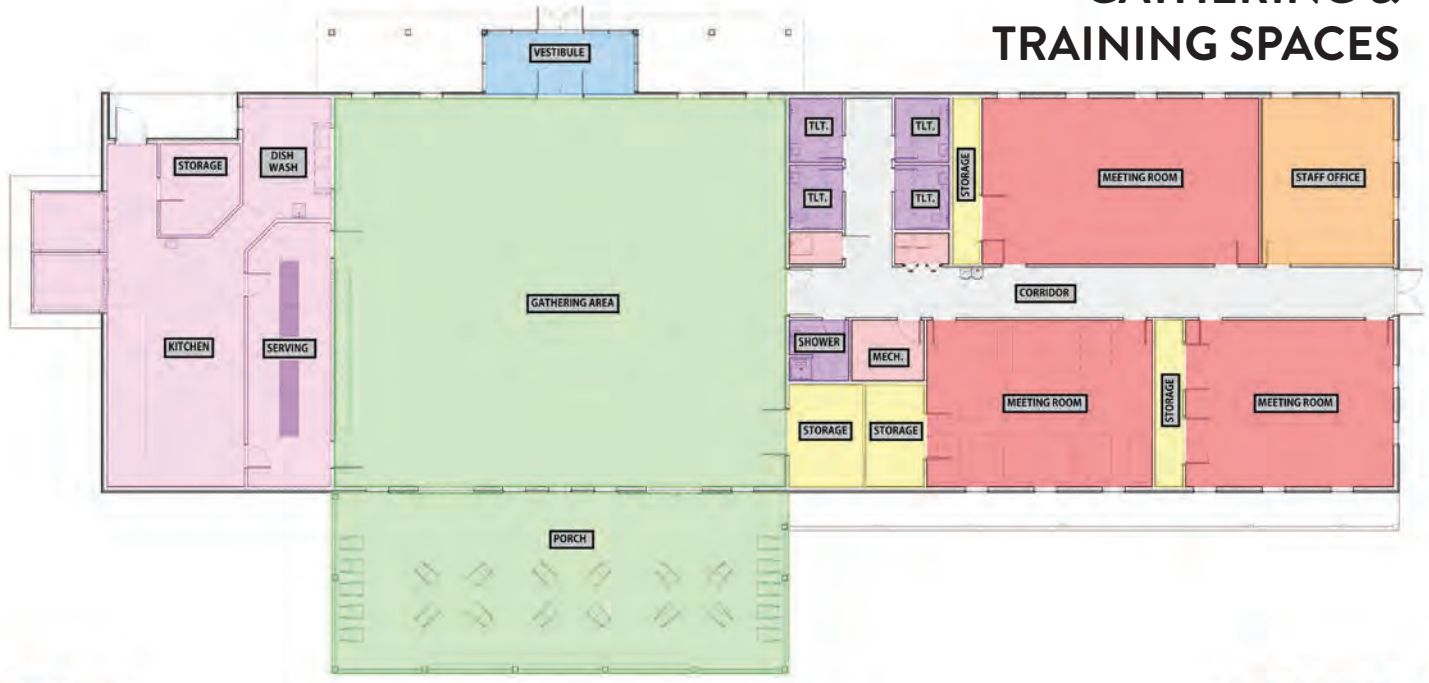 GATHERING &
TRAINING SPACES
VESTIBULE
STORAGE
DISH
WASH
TLT.
TLT.
STORAGE
MEETING ROOM
STAFF OFFICE
TLT.
TLT.
GATHERING AREA
CORRIDOR
KITCHEN
SERVING
SHOWER
MECH.
MEETING ROOM
STORAGE
MEETING ROOM
STORAGE
STORAGE
PORCH